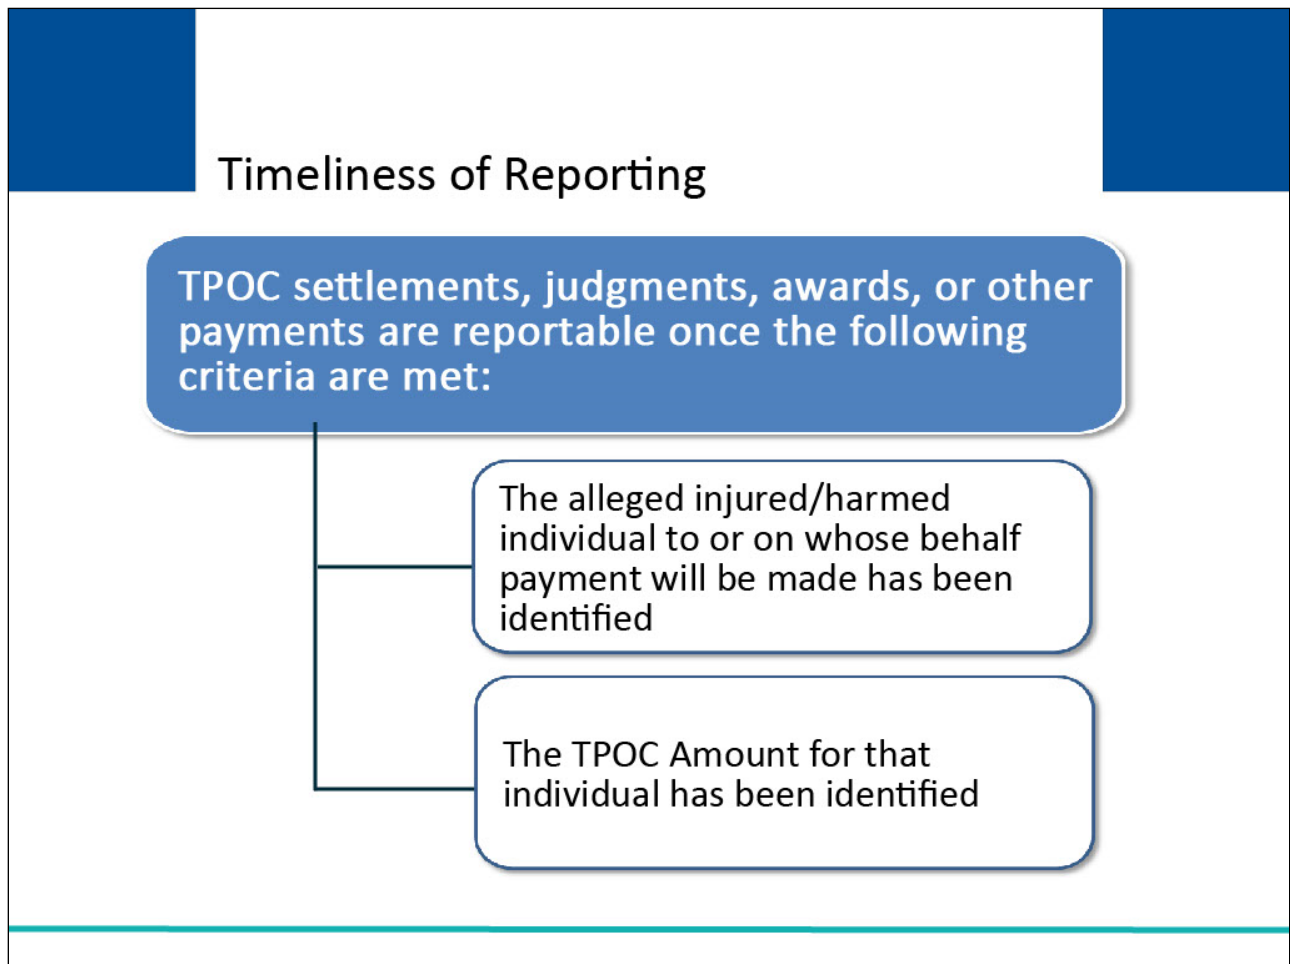 Timeliness of Reporting
TPOC settlements, judgments, awards, or other
payments are reportable once the following
criteria are met:
The alleged injured/harmed
individual to or on whose behalf
payment will be made has been
identified
The TPOC Amount for that
individual has been identified